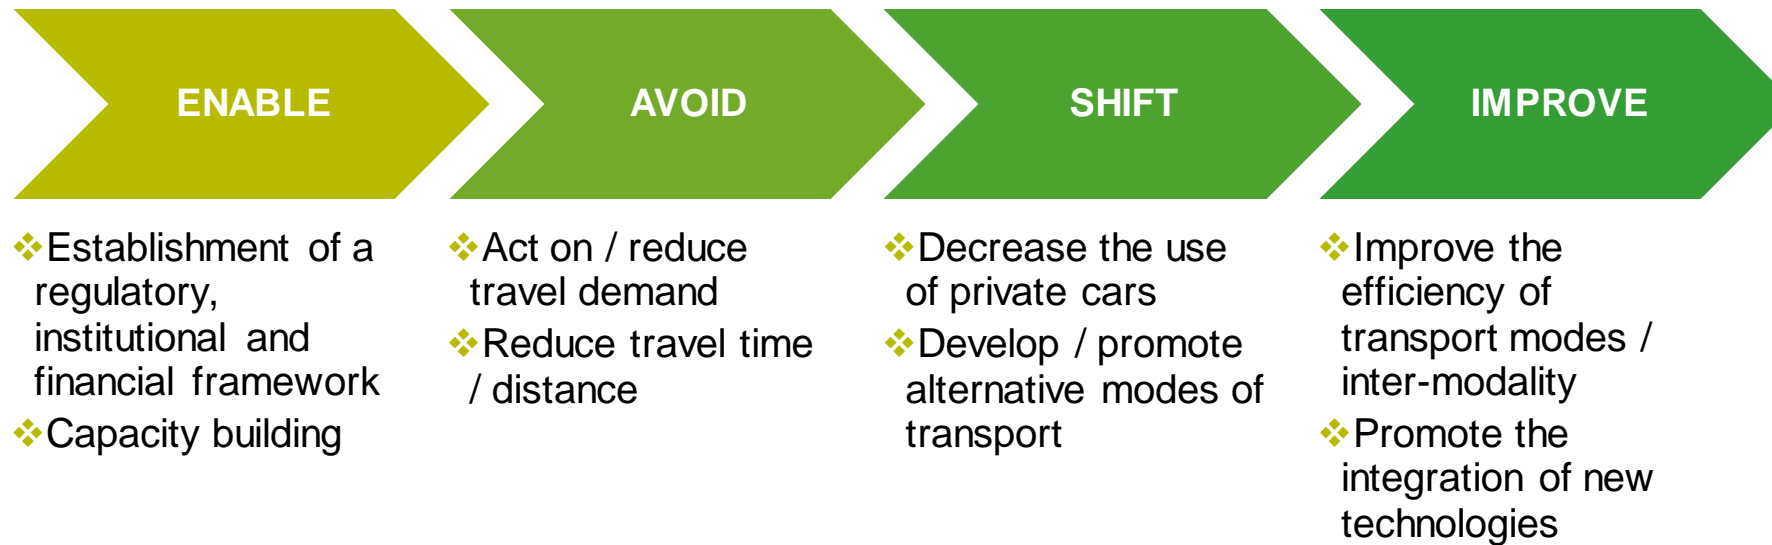 ENABLE
AVOID
SHIFT
IMPROVE
❖Establishment of a
regulatory,
institutional and
financial framework
❖Capacity building
❖Act on / reduce
travel demand
❖Reduce travel time
/ distance
❖Decrease the use
of private cars
❖Develop / promote
alternative modes of
transport
❖Improve the
efficiency of
transport modes /
inter-modality
❖Promote the
integration of new
technologies